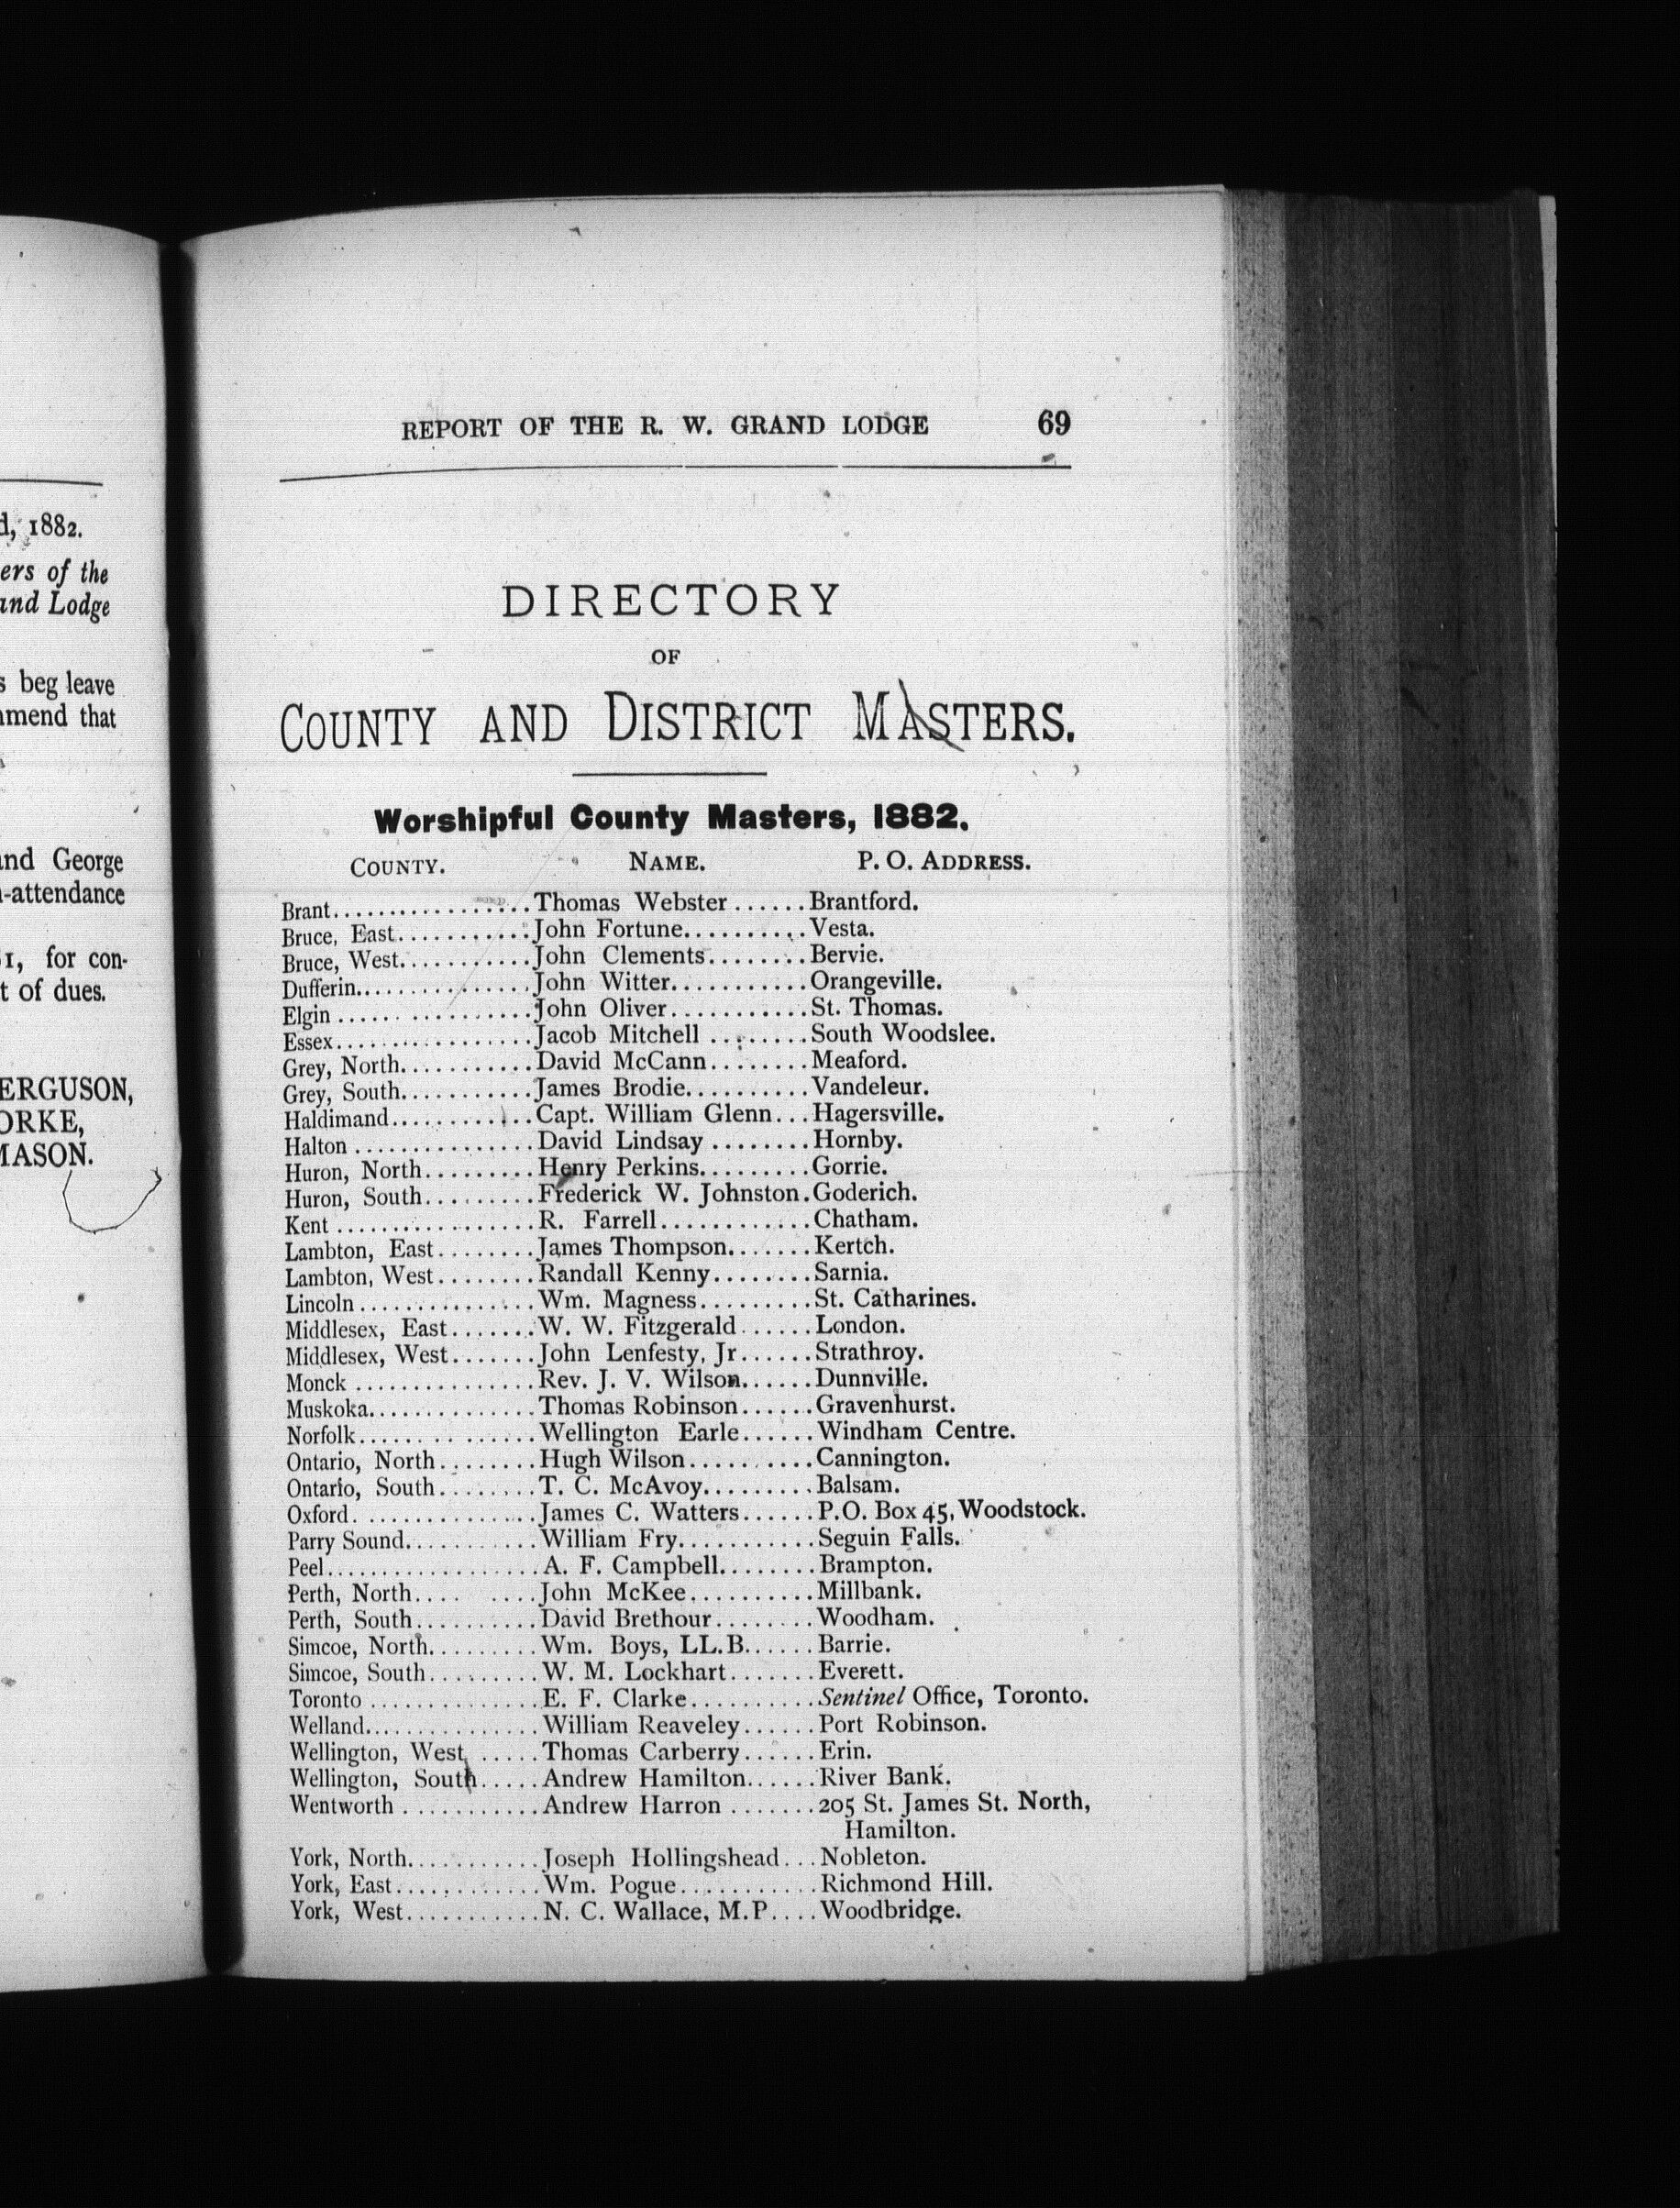 d, 1882.
ers of the
and Lodge
s beg leave
mmend that
and George
n-attendance
for con-
t of dues.
ERGUSON,
ORKE,
MASON.
REPORT OF THE R. W. GRAND LODGE 69
DIRECTORY
OF
COUNTY AND DISTRICT MASTERS.
Worshipful County Masters, 1882.
COUNTY. NAME. P. O. ADDRESS.
Brant.................Thomas Webster......Brantford.
Bruce, East...........John Fortune..........Vesta.
Bruce, West...........John Clements........Bervie.
Dufferin...............John Witter...........Orangeville.
Elgin .................John Oliver...........St. Thomas.
Essex.................Jacob Mitchell ........South Woodslee.
Grey, North...........David McCann........Meaford.
Grey, South...........James Brodie..........Vandeleur.
Haldimand............Capt. William Glenn...Hagersville.
Halton ...............David Lindsay ........Hornby.
Huron, North.........Henry Perkins.........Gorrie.
Huron, South.........Frederick W. Johnston.Goderich.
Kent .................R. Farrell............Chatham.
Lambton, East........James Thompson.......Kertch.
Lambton, West........Randall Kenny........Sarnia.
Lincoln...............Wm. Magness.........St. Catharines.
Middlesex, East.......W. W. Fitzgerald......London.
Middlesex, West.......John Lenfesty, Jr......Strathroy.
Monck ...............Rev. J. V. Wilson......Dunnville.
Muskoka..............Thomas Robinson......Gravenhurst.
Norfolk...............Wellington Earle......Windham Centre.
Ontario, North........Hugh Wilson..........Cannington.
Ontario, South........T. C. McAvoy.........Balsam.
Oxford................James C. Watters......P.O. Box 45, Woodstock.
Parry Sound...........William Fry...........Seguin Falls.
Peel..................A. F. Campbell........Brampton.
Perth, North.... ....John McKee..........Millbank.
Perth, South..........David Brethour........Woodham.
Simcoe, North.........Wm. Boys, LL.B......Barrie.
Simcoe, South.........W. M. Lockhart.......Everett.
Toronto ..............E. F. Clarke..........Sentinel Office, Toronto.
Welland...............William Reaveley......Port Robinson.
Wellington, West .....Thomas Carberry......Erin.
Wellington, South.....Andrew Hamilton......River Bank.
Wentworth ...........Andrew Harron .......205 St. James St. North,
Hamilton.
York, North...........Joseph Hollingshead...Nobleton.
York, East............Wm. Pogue...........Richmond Hill.
York, West...........N. C. Wallace, M.P....Woodbridge.